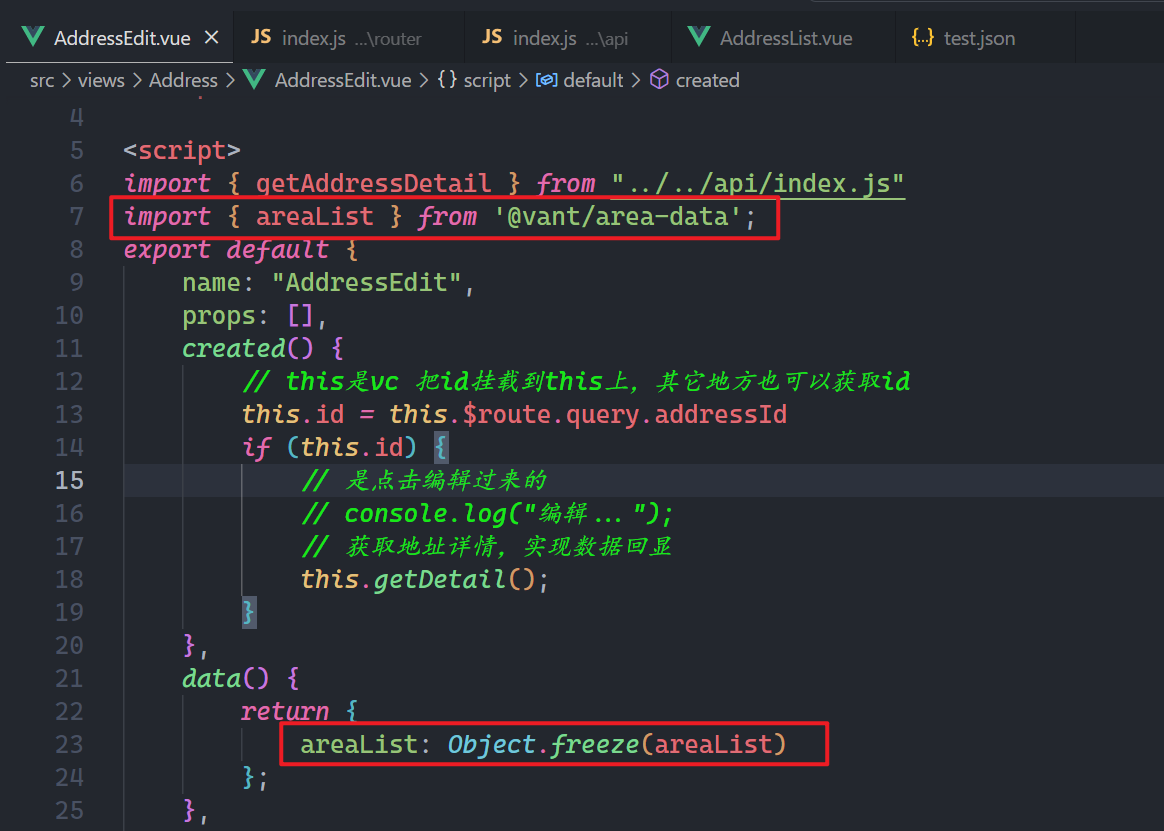 AddressEdit.vue × JS index.js ...\router JS index.js ...\api AddressList.vue {..} test.json
src > views > Address > AddressEdit.vue > {} script > default > created
4
5 <script>
6 import { getAddressDetail } from "../../api/index.js"
7 import { areaList } from '@vant/area-data';
8 export default {
9 name: "AddressEdit",
10 props: [],
11 created() {
12 // this是vc 把id挂载到this上，其它地方也可以获取id
13 this.id = this.$route.query.addressId
14 if (this.id) {
15 // 是点击编辑过来的
16 // console.log("编辑...");
17 // 获取地址详情，实现数据回显
18 this.getDetail();
19 }
20 },
21 data() {
22 return {
23 areaList: Object.freeze(areaList)
24 };
25 },